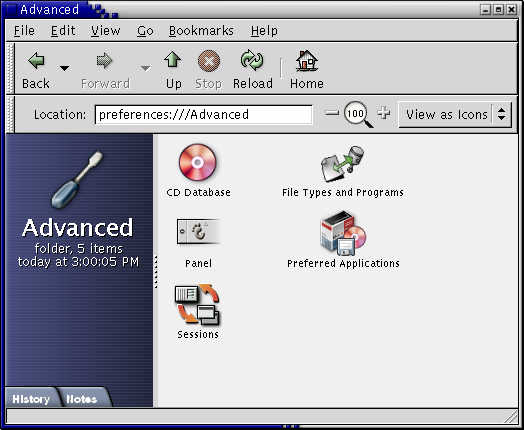 Advanced
File Edit View Go Bookmarks Help
Back Forward Up Stop Reload Home
Location: preferences:///Advanced 100 View as Icons
CD Database File Types and Programs
Advanced
folder, 5 items
today at 3:00:05 PM
Panel Preferred Applications
Sessions
History Notes